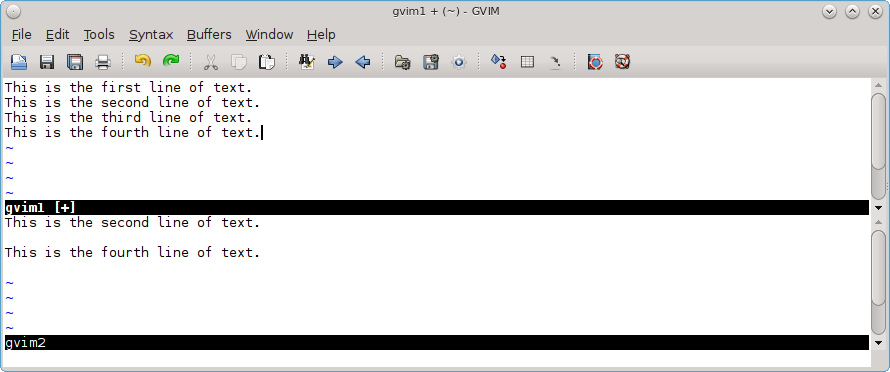 gvim1 + (~) - GVIM
File Edit Tools Syntax Buffers Window Help
This is the first line of text.
This is the second line of text.
This is the third line of text.
This is the fourth line of text.
~
~
~
~
gvim1 [+]
This is the second line of text.
This is the fourth line of text.
~
~
~
~
gvim2